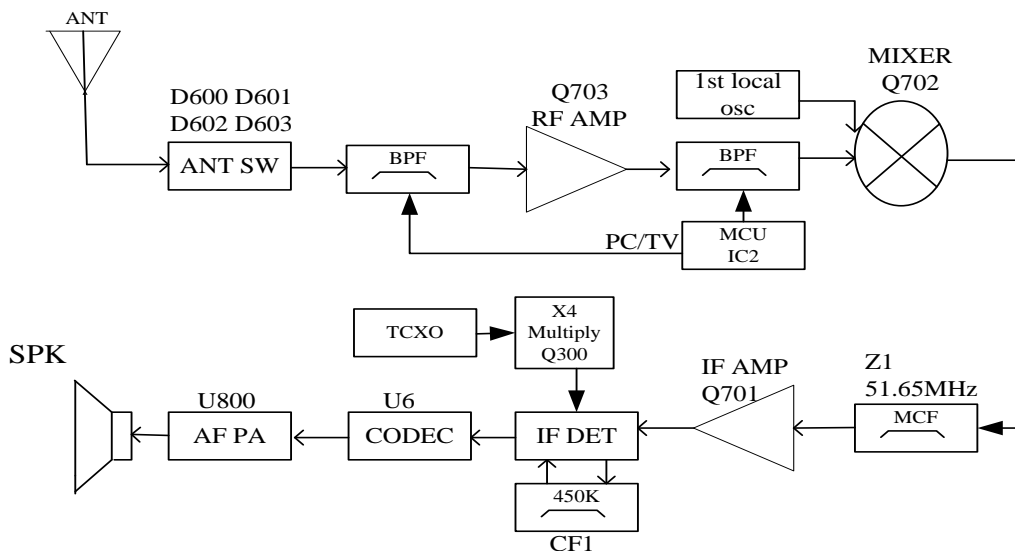 ANT
D600 D601
D602 D603
ANT SW
BPF
Q703
RF AMP
BPF
1st local
osc
MIXER
Q702
PC/TV
MCU
IC2
TCXO
X4
Multiply
Q300
SPK
U800
AF PA
U6
CODEC
IF DET
450K
CF1
IF AMP
Q701
Z1
51.65MHz
MCF